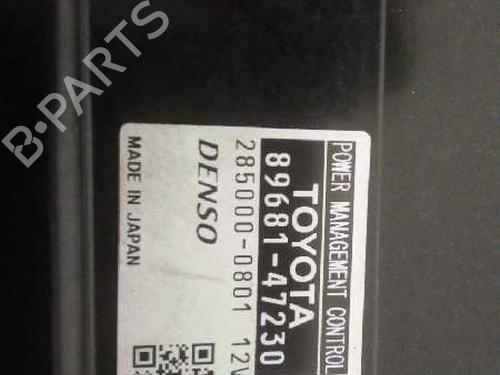 POWER MANAGEMENT CONTROL
TOYOTA
89681-47230
285000-0801 12V
DENSO
MADE IN JAPAN
B-PARTS